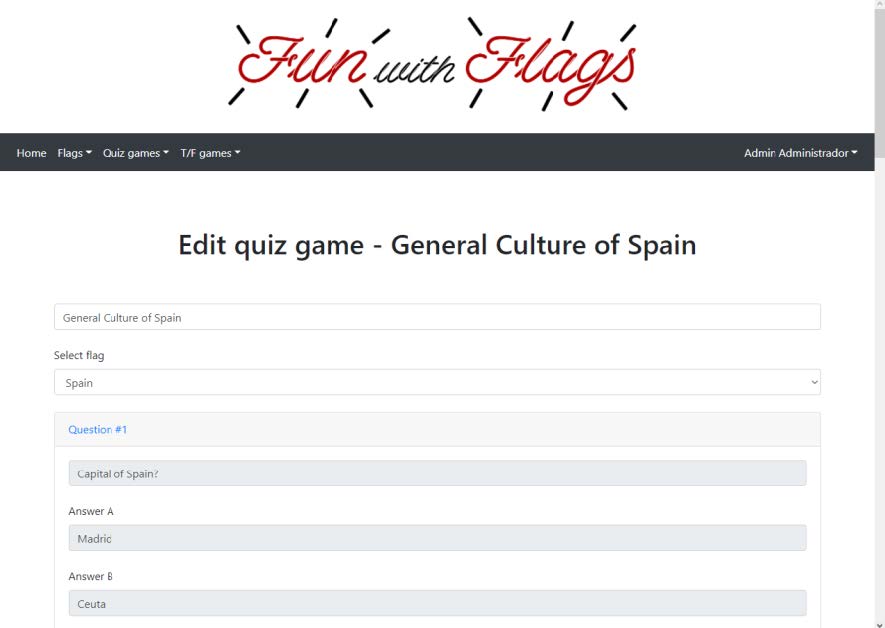 Fun with Flags
Home Flags Quiz games T/F games Admin Administrador
Edit quiz game - General Culture of Spain
General Culture of Spain
Select flag
Spain
Question #1
Capital of Spain?
Answer A
Madrid
Answer B
Ceuta